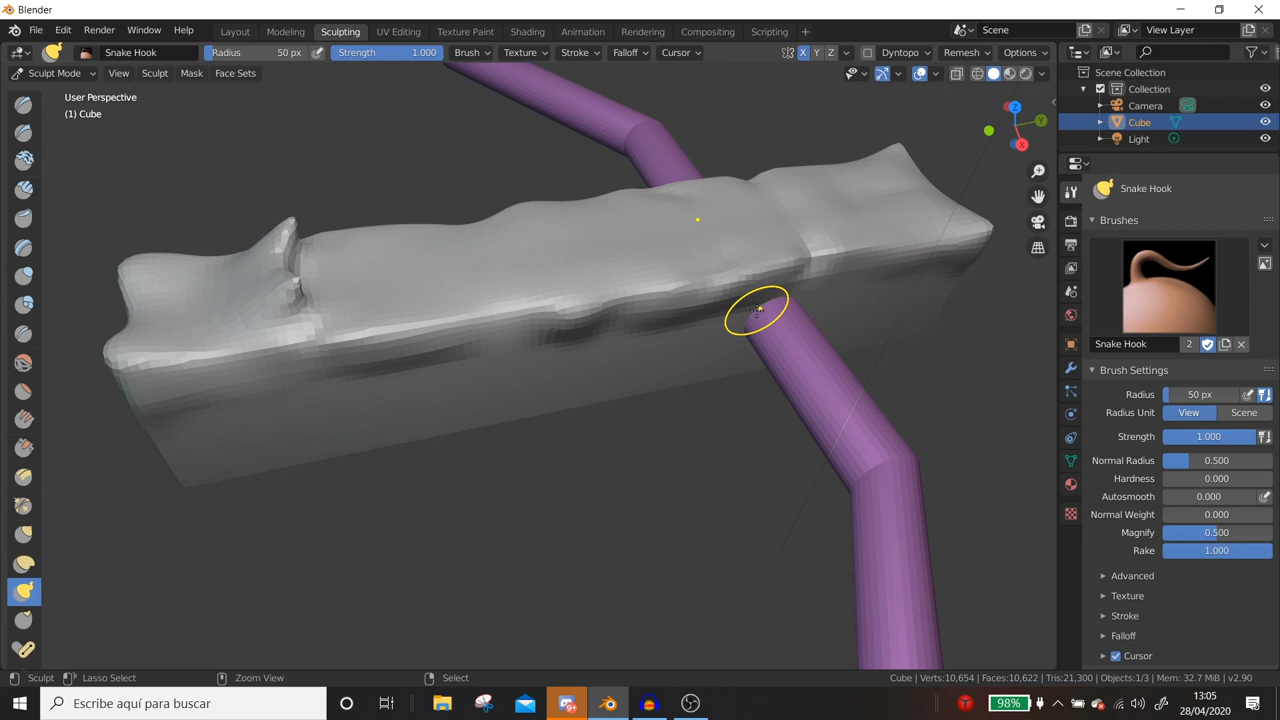 Blender
File Edit Render Window Help
Layout Modeling Sculpting UV Editing Texture Paint Shading Animation Rendering Compositing Scripting +
Scene
View Layer
Snake Hook
Radius 50 px
Strength 1.000
Brush Texture Stroke Falloff Cursor
X Y Z
Dyntopo Remesh Options
Sculpt Mode View Sculpt Mask Face Sets
User Perspective
(1) Cube
Z
Y
X
Scene Collection
Collection
Camera
Cube
Light
Snake Hook
Brushes
Snake Hook 2
Brush Settings
Radius 50 px
Radius Unit View Scene
Strength 1.000
Normal Radius 0.500
Hardness 0.000
Autosmooth 0.000
Normal Weight 0.000
Magnify 0.500
Rake 1.000
Advanced
Texture
Stroke
Falloff
Cursor
Sculpt Lasso Select Zoom View Select
Cube | Verts:10,654 | Faces:10,622 | Tris:21,300 | Objects:1/3 | Mem: 32.7 MiB | v2.90
Escribe aquí para buscar
98%
13:05
28/04/2020